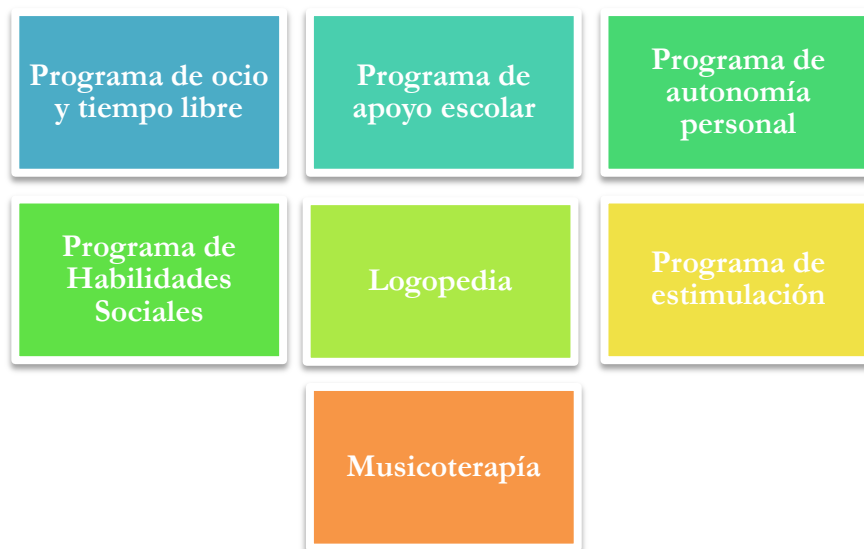 Programa de ocio
y tiempo libre
Programa de
apoyo escolar
Programa de
autonomía
personal
Programa de
Habilidades
Sociales
Logopedia
Programa de
estimulación
Musicoterapía